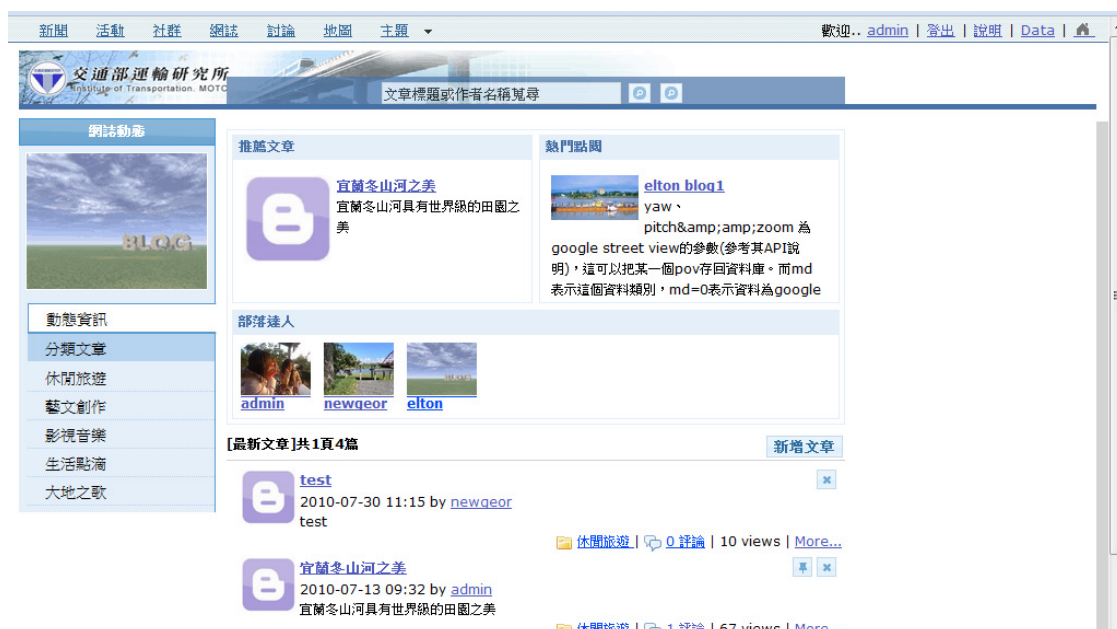 新聞 活動 社群 網誌 討論 地圖 主題
歡迎.. admin | 登出 | 說明 | Data |
交通部運輸研究所
Institute of Transportation. MOTC
文章標題或作者名稱蒐尋
網誌動態
BLOG
動態資訊
分類文章
休閒旅遊
藝文創作
影視音樂
生活點滴
大地之歌
推薦文章
宜蘭冬山河之美
宜蘭冬山河具有世界級的田園之
美
熱門點閱
elton blog1
yaw、
pitch&amp;amp;zoom 為
google street view的參數(參考其API說
明)，這可以把某一個pov存回資料庫。而md
表示這個資料類別，md=0表示資料為google
部落達人
admin newgeor elton
[最新文章]共1頁4篇
新增文章
test
2010-07-30 11:15 by newgeor
test
休閒旅遊 | 0 評論 | 10 views | More...
宜蘭冬山河之美
2010-07-13 09:32 by admin
宜蘭冬山河具有世界級的田園之美
休閒旅遊 | 1 評論 | 67 views | More...